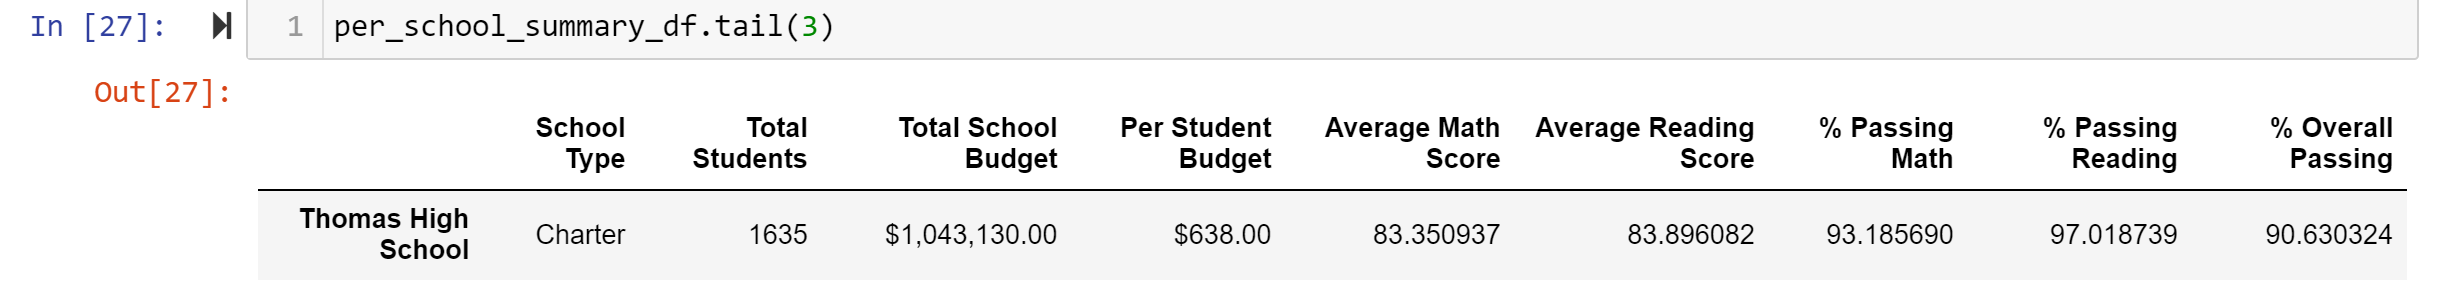 In [27]: 1 per_school_summary_df.tail(3)
Out[27]:
School Type Total Students Total School Budget Per Student Budget Average Math Score Average Reading Score % Passing Math % Passing Reading % Overall Passing
Thomas High School Charter 1635 $1,043,130.00 $638.00 83.350937 83.896082 93.185690 97.018739 90.630324